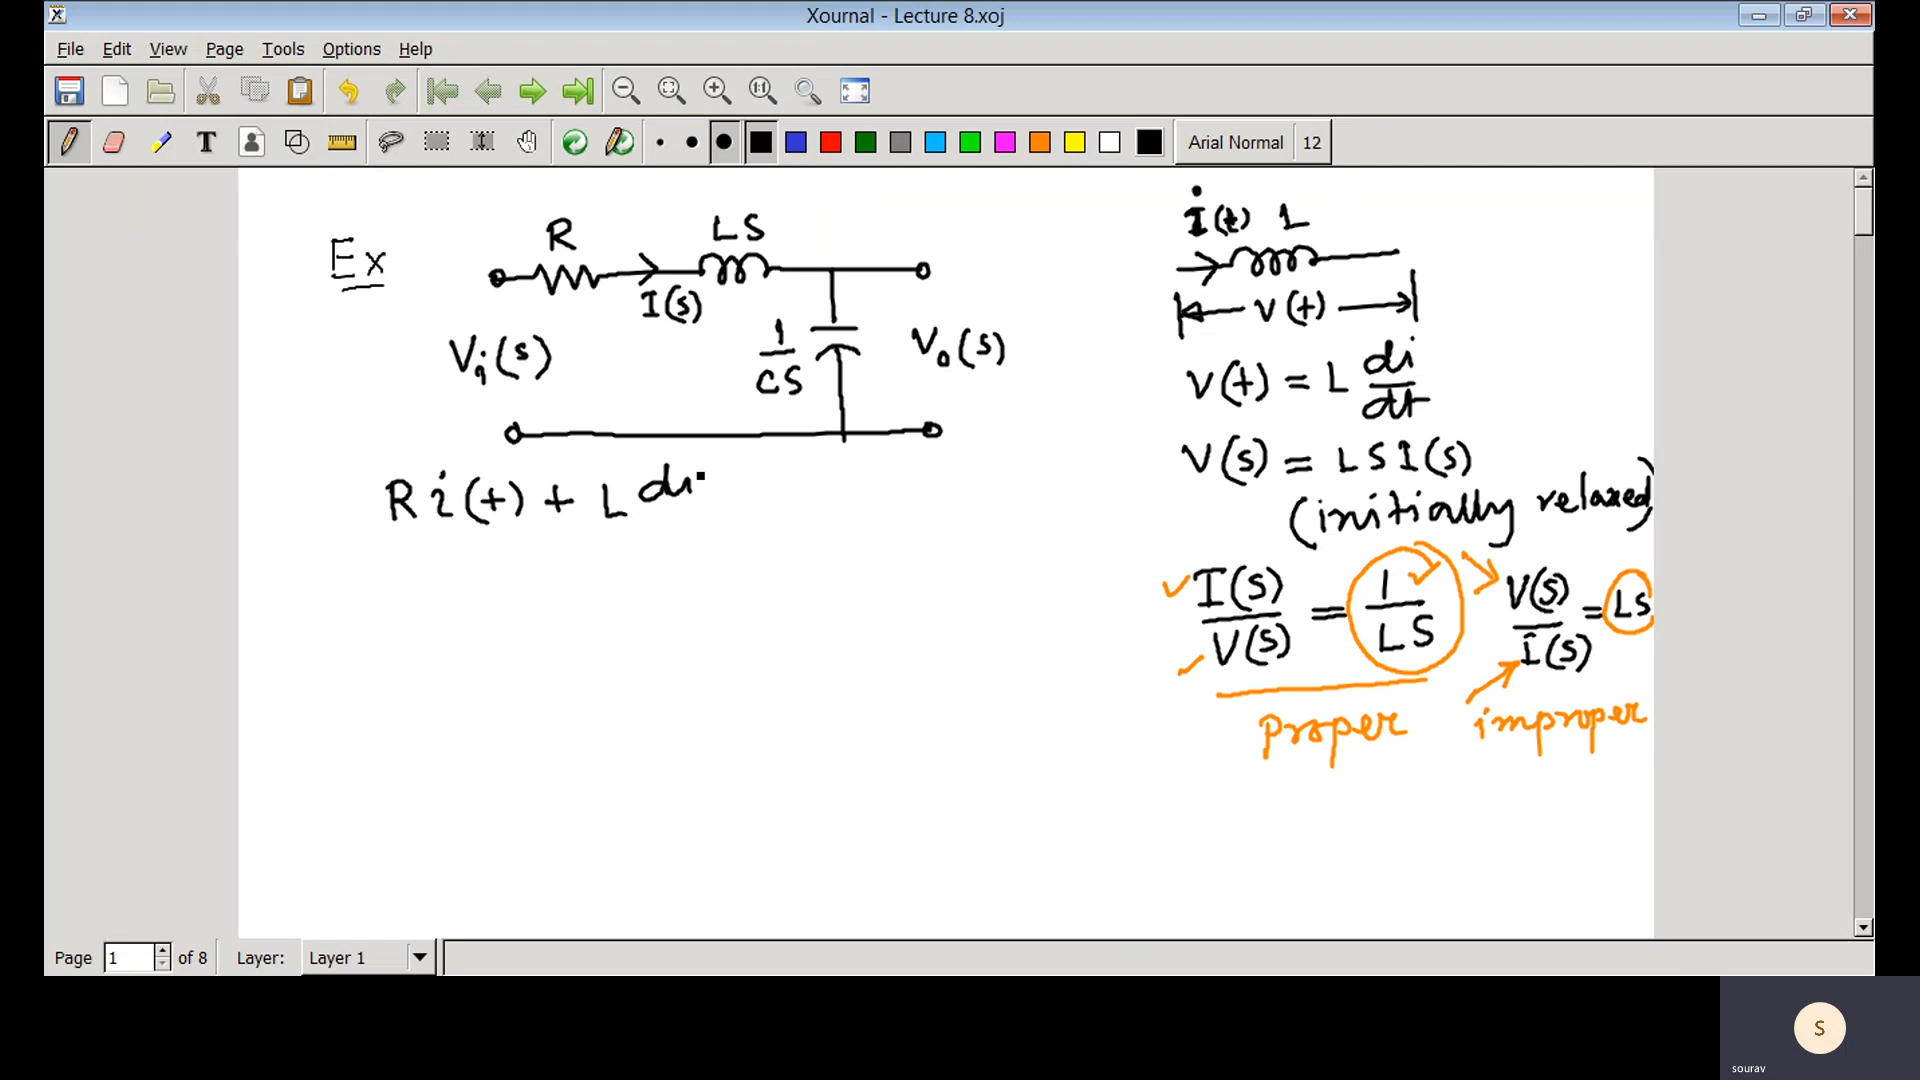 Xournal - Lecture 8.xoj
File Edit View Page Tools Options Help
Arial Normal 12
Ex
R
LS
I(s)
Vi(s)
1/CS
Vo(s)
R i(t) + L di
i(t) L
v(t)
v(t) = L di/dt
V(s) = LSI(s)
(initially relaxed)
I(s)/V(s) = 1/LS
V(s)/I(s) = LS
Proper
improper
Page 1 of 8 Layer: Layer 1
S
sourav